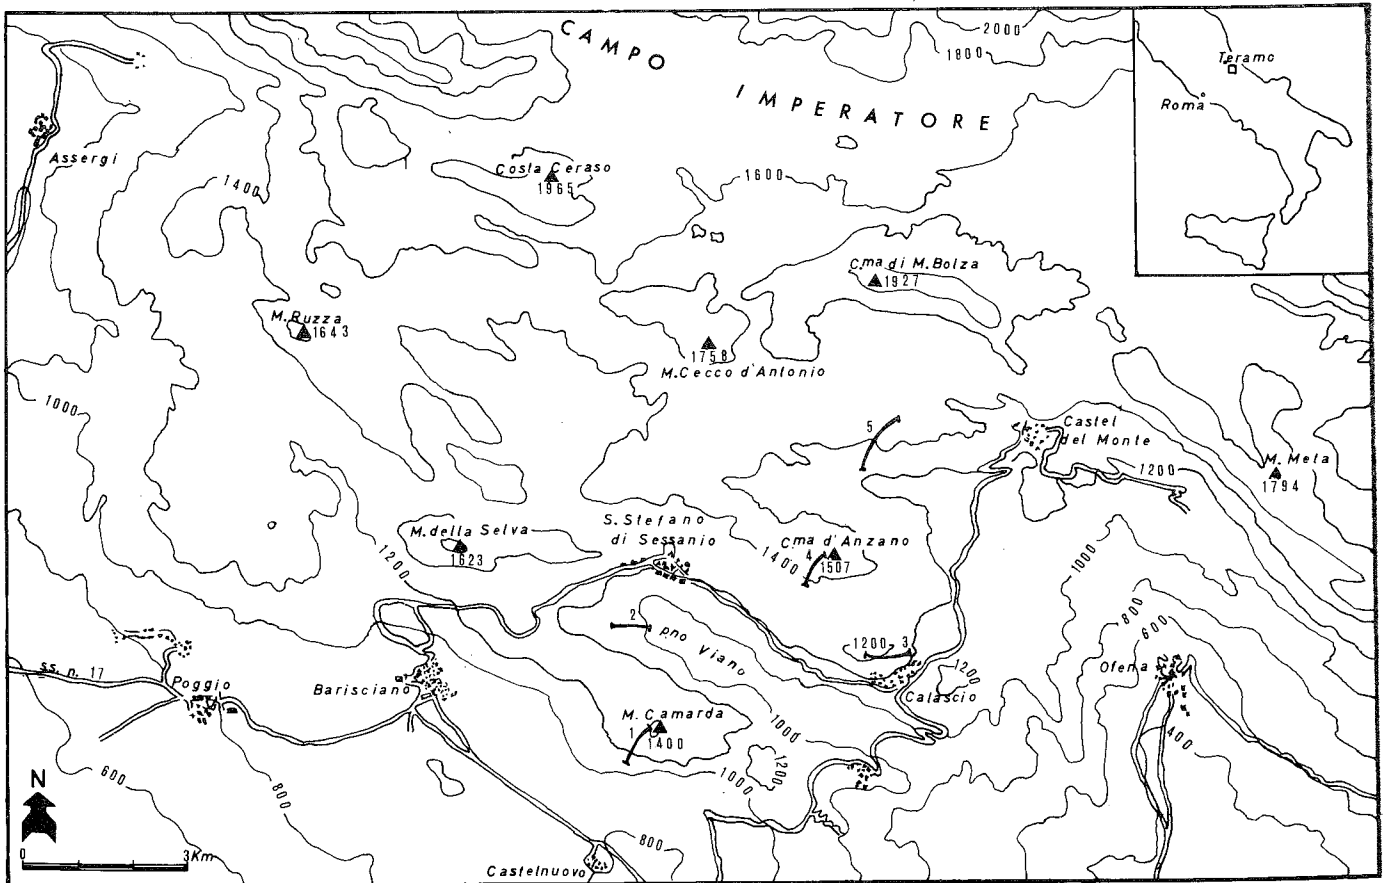 CAMPO
IMPERATORE
2000
1800
Teramo
Roma
Assergi
1400
Costa Ceraso
1965
1600
C.ma di M. Bolza
1927
M. Ruzza
1643
1758
M. Cecco d'Antonio
1000
5
Castel
del Monte
1200
M. Meta
1794
M. della Selva
1623
S. Stefano
di Sessanio
C.ma d'Anzano
4
1507
1400
1200
1000
800
600
2
pno Viano
1200
3
1200
Calascio
Ofena
ss. n. 17
Poggio
Barisciano
M. Camarda
1
1400
1000
1000
1200
400
600
800
800
N
0
3Km
Castelnuovo